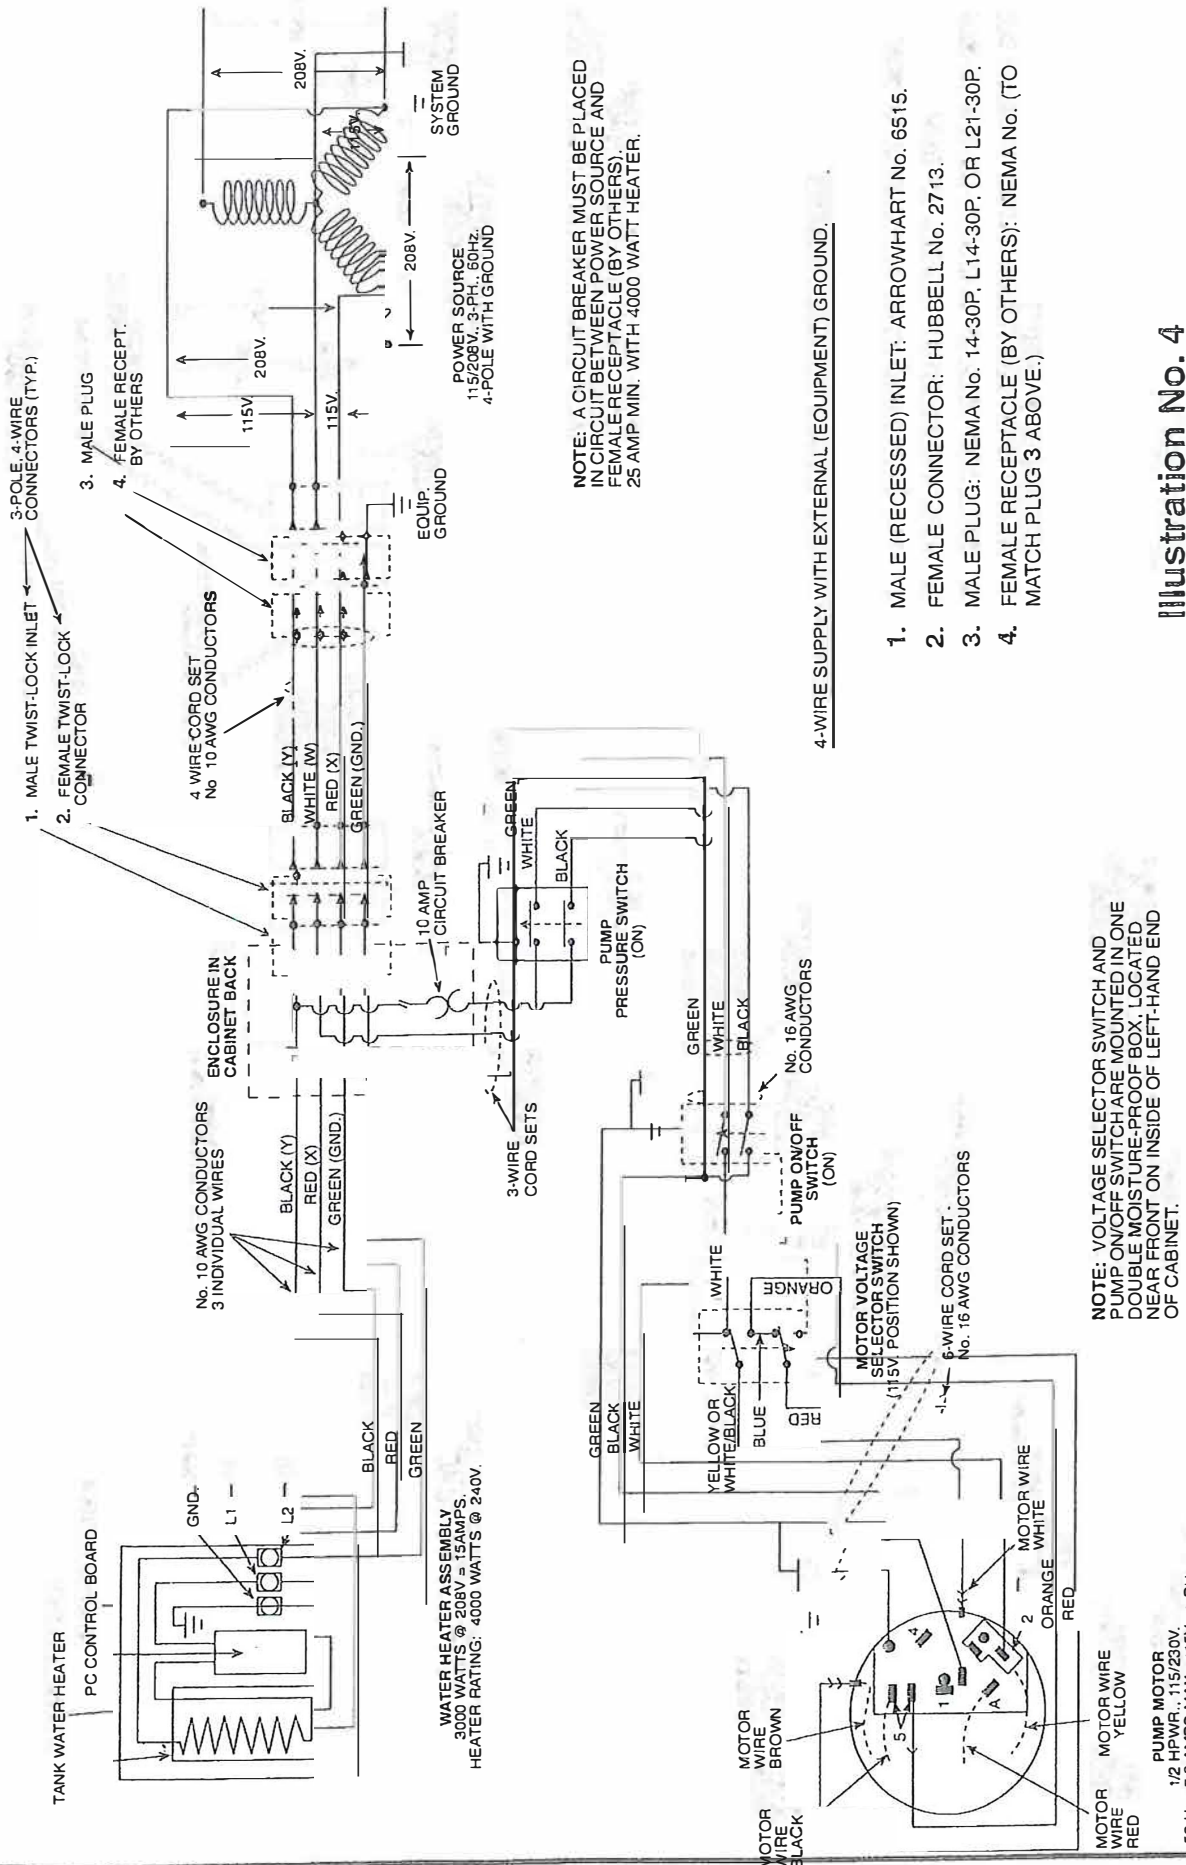 TANK WATER HEATER
PC CONTROL BOARD
GND.
L1
L2
BLACK
RED
GREEN
WATER HEATER ASSEMBLY
3000 WATTS @ 208V = 15AMPS.
HEATER RATING: 4000 WATTS @ 240V.
No. 10 AWG CONDUCTORS
3 INDIVIDUAL WIRES
BLACK (Y)
RED (X)
GREEN (GND.)
ENCLOSURE IN
CABINET BACK
1. MALE TWIST-LOCK INLET
2. FEMALE TWIST-LOCK
CONNECTOR
3-POLE, 4-WIRE
CONNECTORS (TYP.)
4 WIRE CORD SET
No 10 AWG CONDUCTORS
BLACK (Y)
WHITE (W)
RED (X)
GREEN (GND.)
3. MALE PLUG
4. FEMALE RECEPT.
BY OTHERS
EQUIP.
GROUND
115V.
115V.
208V.
208V.
208V.
SYSTEM
GROUND
POWER SOURCE
115/208V., 3-PH., 60Hz.,
4-POLE WITH GROUND
10 AMP
CIRCUIT BREAKER
3-WIRE
CORD SETS
GREEN
WHITE
BLACK
PUMP
PRESSURE SWITCH
(ON)
GREEN
WHITE
BLACK
No. 16 AWG
CONDUCTORS
PUMP ON/OFF
SWITCH
(ON)
GREEN
BLACK
WHITE
WHITE
ORANGE
YELLOW OR
WHITE/BLACK
BLUE
RED
MOTOR VOLTAGE
SELECTOR SWITCH
(115V. POSITION SHOWN)
6-WIRE CORD SET -
No. 16 AWG CONDUCTORS
MOTOR
WIRE
BROWN
MOTOR
WIRE
BLACK
5
4
1
A
2
MOTOR WIRE
WHITE
ORANGE
RED
MOTOR
WIRE
RED
MOTOR WIRE
YELLOW
PUMP MOTOR
1/2 HPWR., 115/230V.
NOTE: A CIRCUIT BREAKER MUST BE PLACED
IN CIRCUIT BETWEEN POWER SOURCE AND
FEMALE RECEPTACLE (BY OTHERS).
25 AMP MIN. WITH 4000 WATT HEATER.
4-WIRE SUPPLY WITH EXTERNAL (EQUIPMENT) GROUND.
1. MALE (RECESSED) INLET: ARROWHART No. 6515.
2. FEMALE CONNECTOR: HUBBELL No. 2713.
3. MALE PLUG: NEMA No. 14-30P, L14-30P, OR L21-30P.
4. FEMALE RECEPTACLE (BY OTHERS): NEMA No. (TO
MATCH PLUG 3 ABOVE.)
NOTE: VOLTAGE SELECTOR SWITCH AND
PUMP ON/OFF SWITCH ARE MOUNTED IN ONE
DOUBLE MOISTURE-PROOF BOX, LOCATED
NEAR FRONT ON INSIDE OF LEFT-HAND END
OF CABINET.
Illustration No. 4